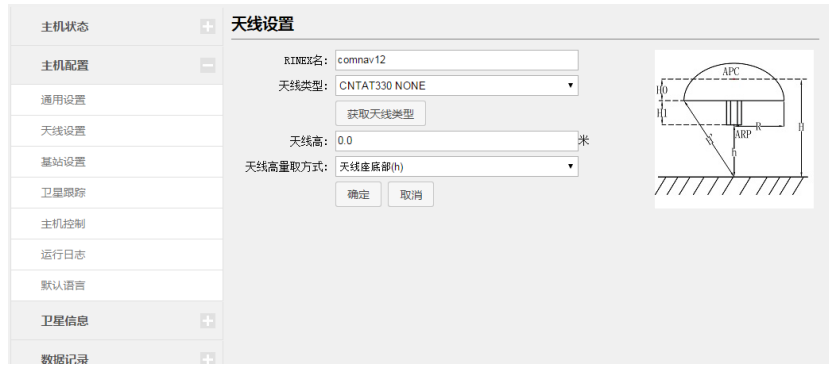 主机状态
主机配置
通用设置
天线设置
基站设置
卫星跟踪
主机控制
运行日志
默认语言
卫星信息
数据记录
天线设置
RINEX名: comnav12
天线类型: CNTAT330 NONE
获取天线类型
天线高: 0.0 米
天线高量取方式: 天线座底部(h)
确定 取消
APC
H0
H1
R
H
ARP
h'
h